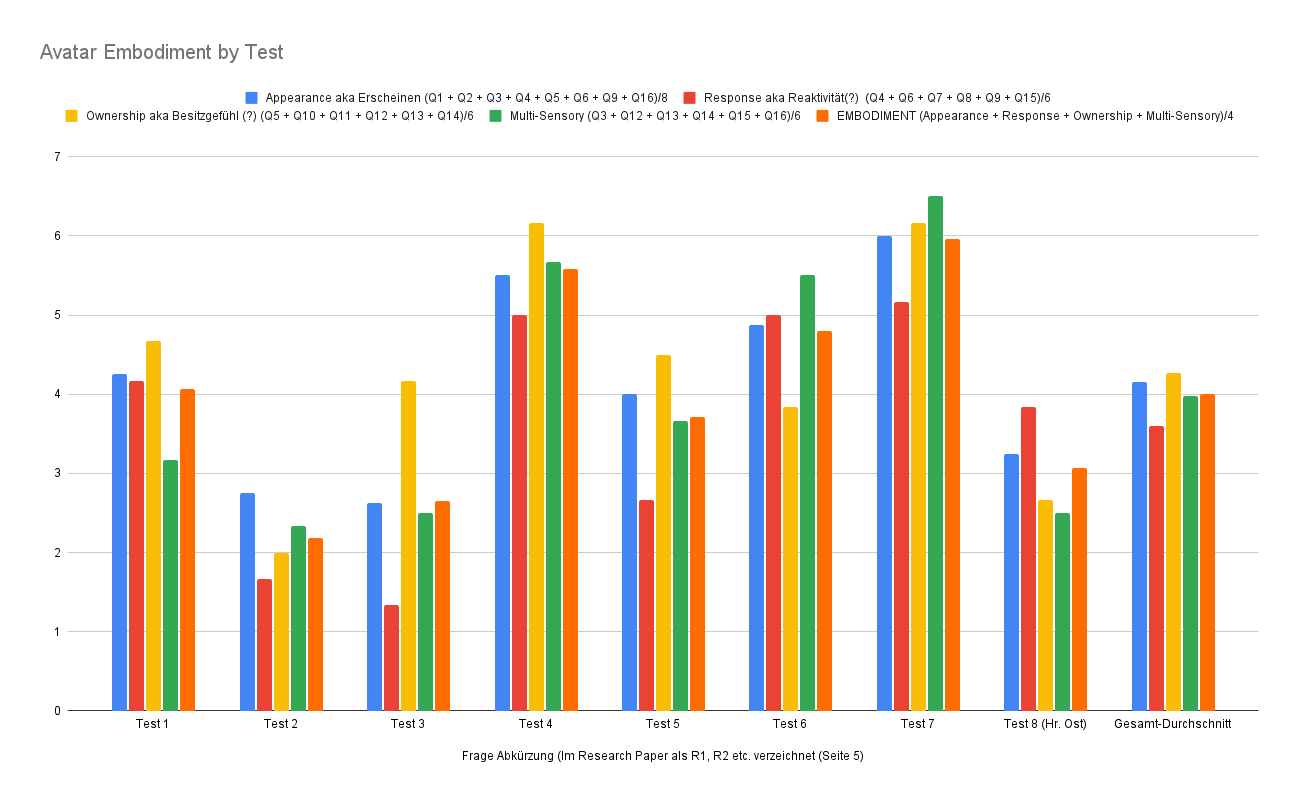 Avatar Embodiment by Test
Appearance aka Erscheinen (Q1 + Q2 + Q3 + Q4 + Q5 + Q6 + Q9 + Q16)/8 Response aka Reaktivität(?) (Q4 + Q6 + Q7 + Q8 + Q9 + Q15)/6
Ownership aka Besitzgefühl (?) (Q5 + Q10 + Q11 + Q12 + Q13 + Q14)/6 Multi-Sensory (Q3 + Q12 + Q13 + Q14 + Q15 + Q16)/6 EMBODIMENT (Appearance + Response + Ownership + Multi-Sensory)/4
7
6
5
4
3
2
1
0
Test 1 Test 2 Test 3 Test 4 Test 5 Test 6 Test 7 Test 8 (Hr. Ost) Gesamt-Durchschnitt
Frage Abkürzung (Im Research Paper als R1, R2 etc. verzeichnet (Seite 5)